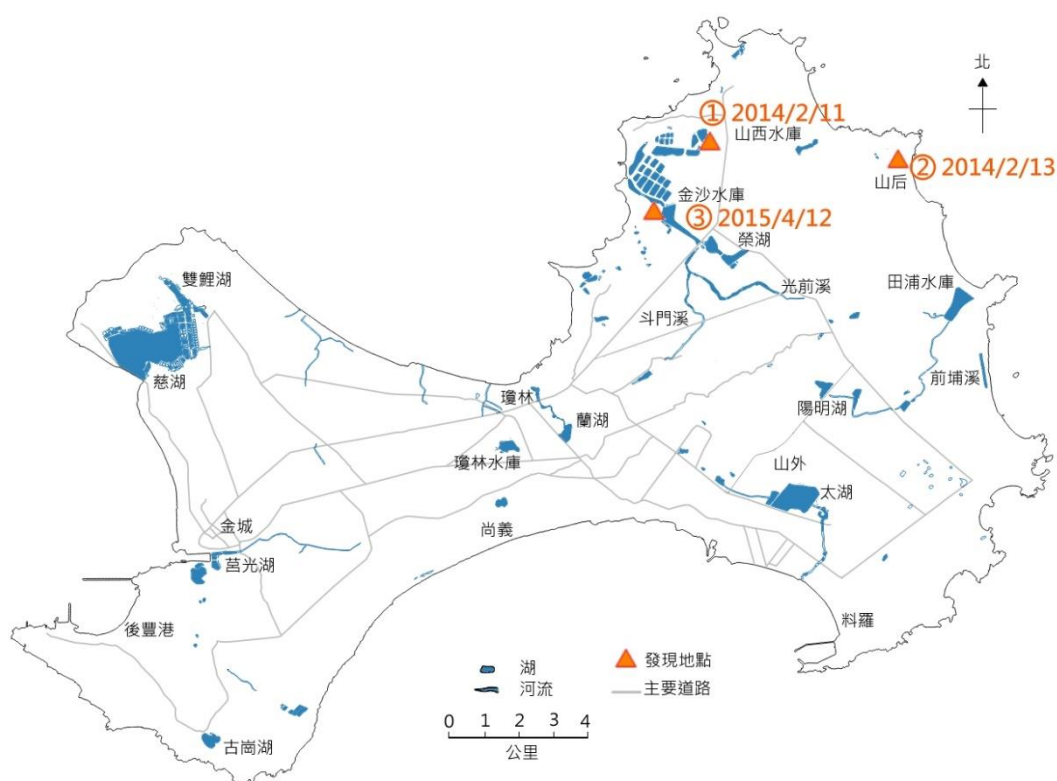 北
① 2014/2/11
山西水庫
② 2014/2/13
山后
金沙水庫
③ 2015/4/12
榮湖
雙鯉湖
光前溪
田浦水庫
斗門溪
慈湖
前埔溪
瓊林
陽明湖
蘭湖
瓊林水庫
山外
太湖
金城
尚義
莒光湖
後豐港
料羅
湖
發現地點
河流
主要道路
0 1 2 3 4
公里
古崗湖